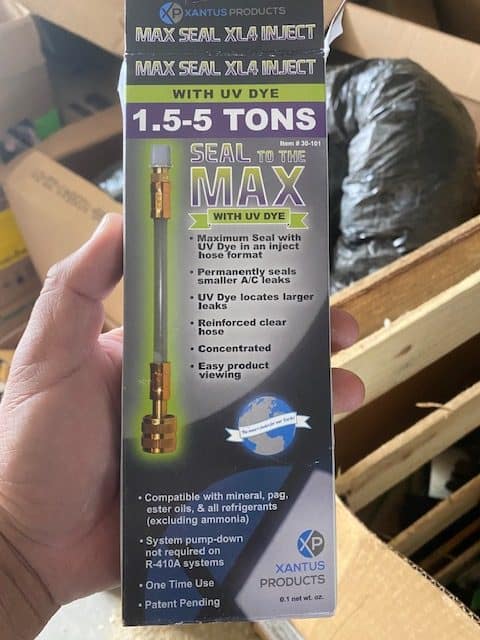 XP XANTUS PRODUCTS
MAX SEAL XL4 INJECT
MAX SEAL XL4 INJECT
WITH UV DYE
1.5-5 TONS
Item # 30-101
SEAL TO THE
MAX
WITH UV DYE
• Maximum Seal with
UV Dye in an inject
hose format
• Permanently seals
smaller A/C leaks
• UV Dye locates larger
leaks
• Reinforced clear
hose
• Concentrated
• Easy product
viewing
• Compatible with mineral, pag,
ester oils, & all refrigerants
(excluding ammonia)
• System pump-down
not required on
R-410A systems
• One Time Use
• Patent Pending
XP
XANTUS
PRODUCTS
0.1 net wt. oz.